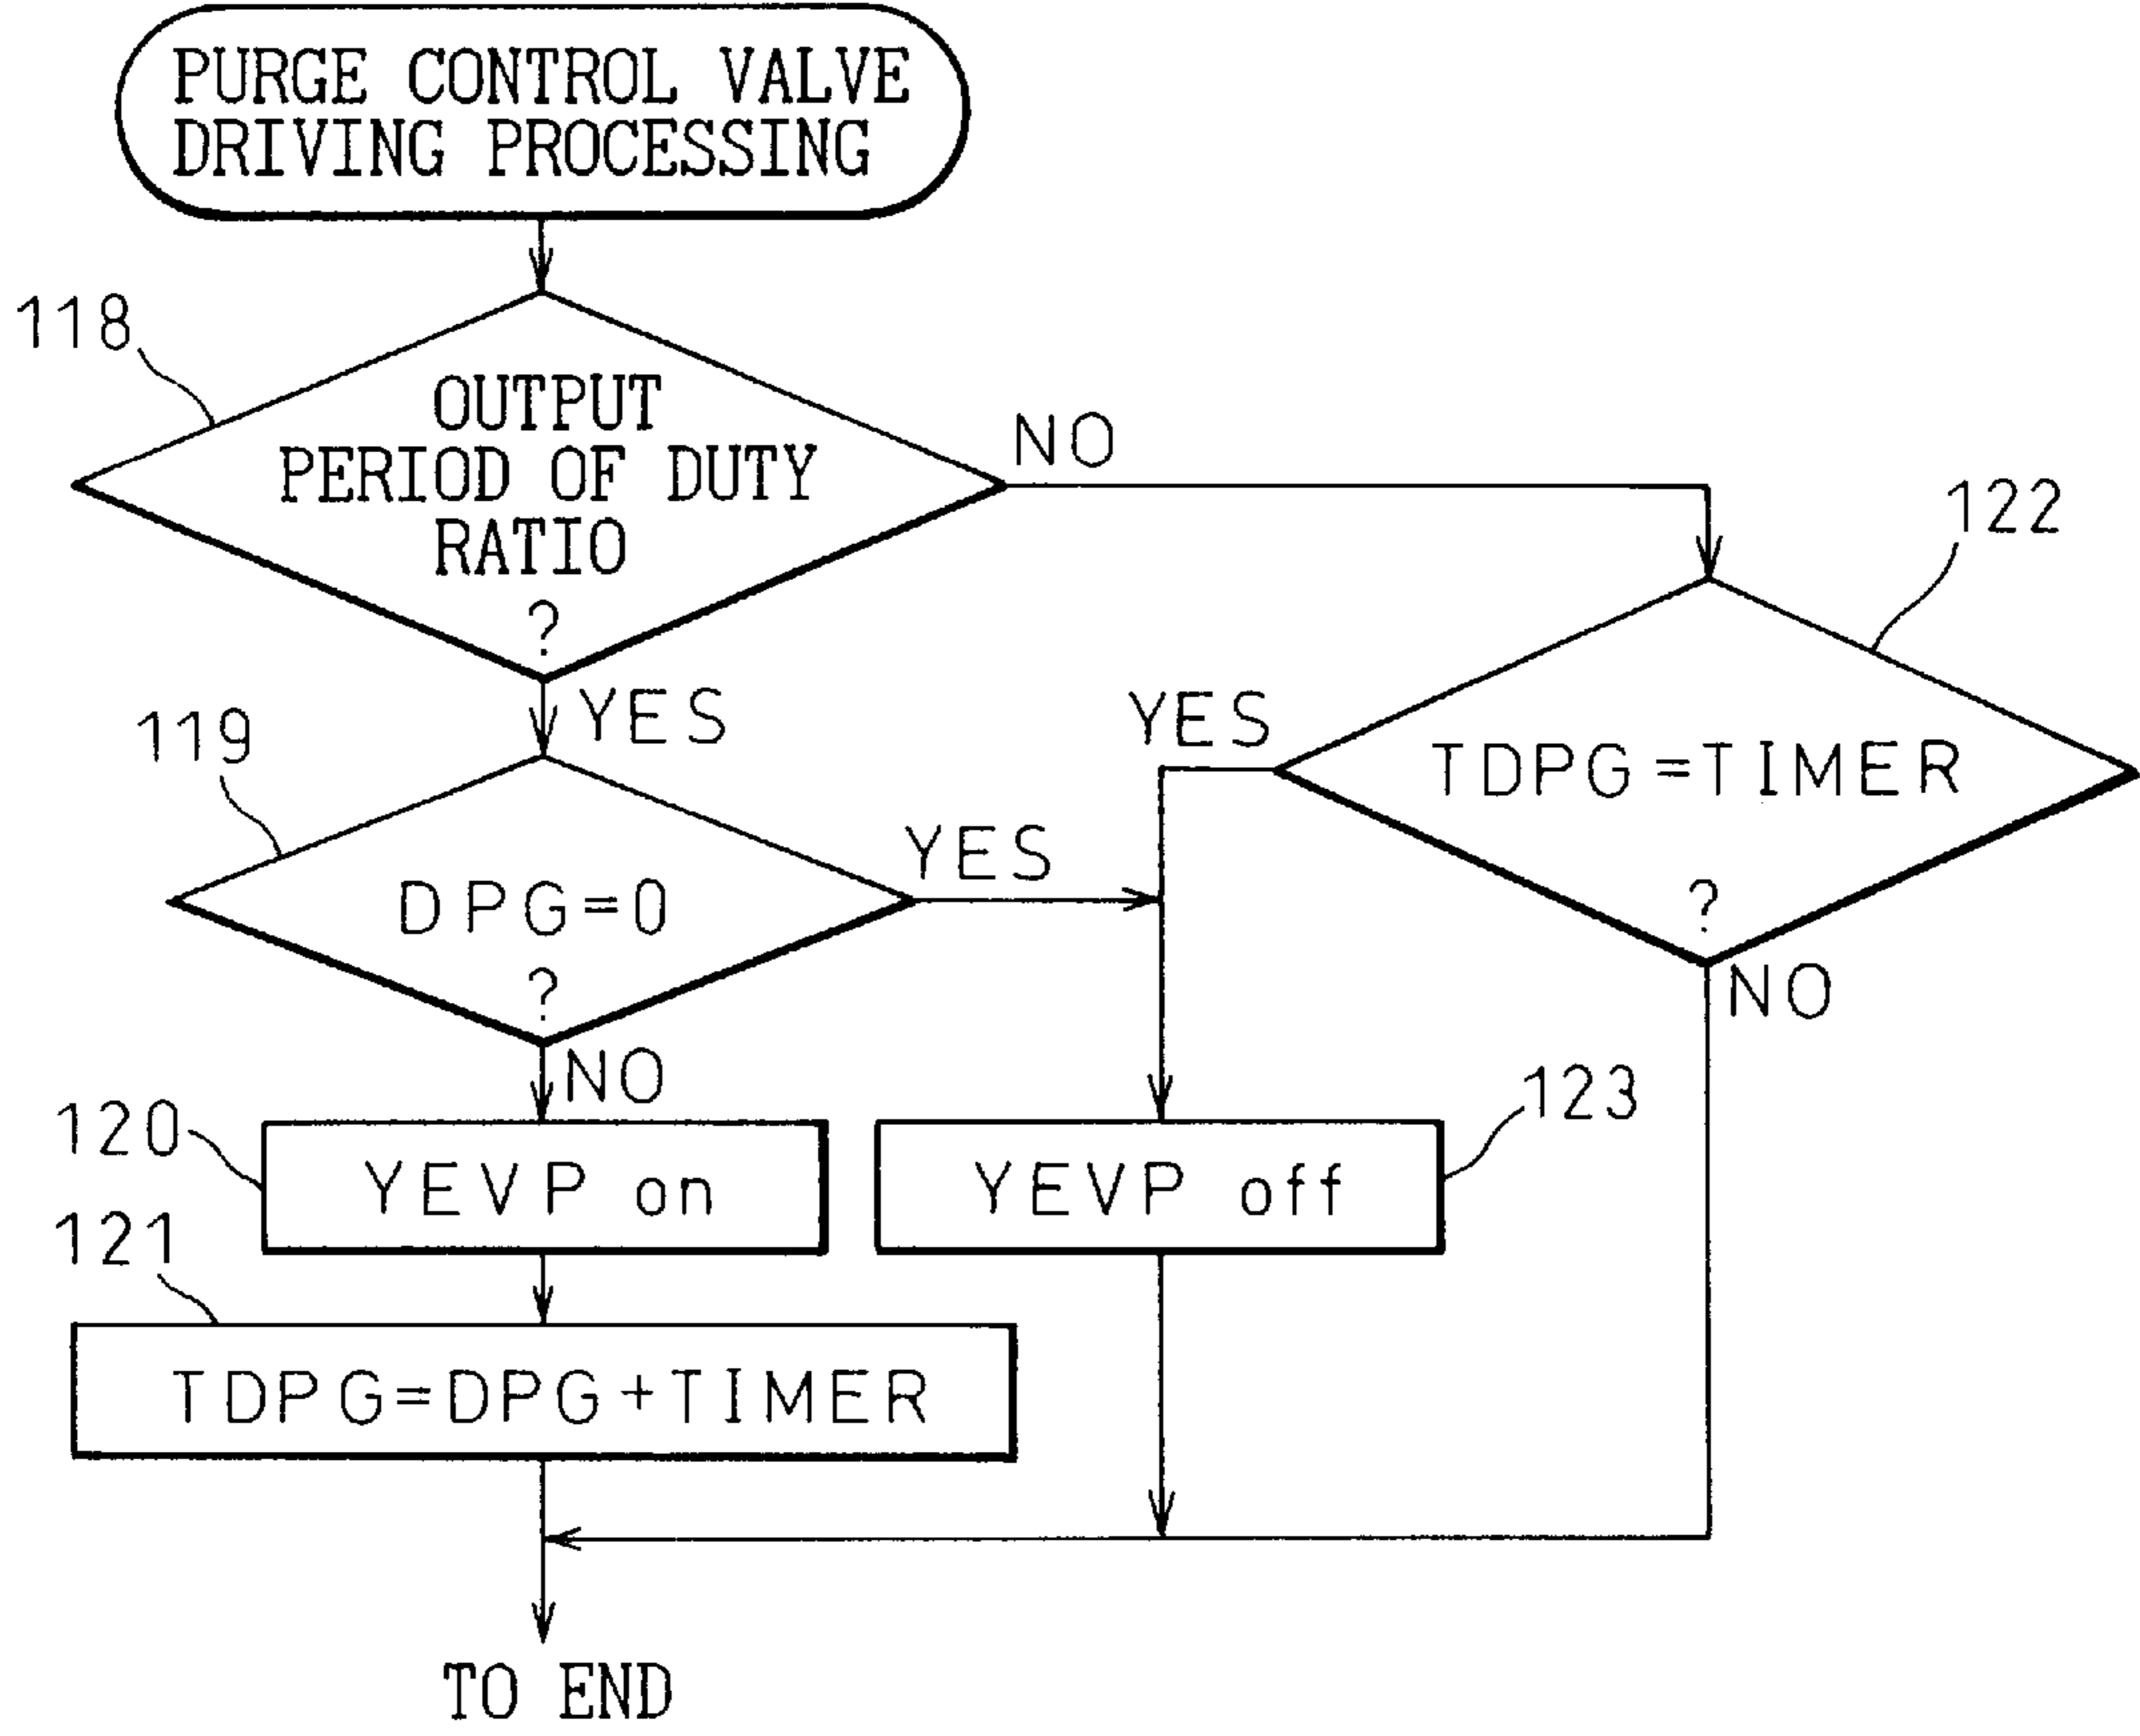 PURGE CONTROL VALVE
DRIVING PROCESSING
118
OUTPUT
PERIOD OF DUTY
RATIO
?
NO
122
YES
119
YES
TDPG=TIMER
?
NO
YES
DPG=0
?
NO
120
YEVP on
YEVP off
123
121
TDPG=DPG+TIMER
TO END